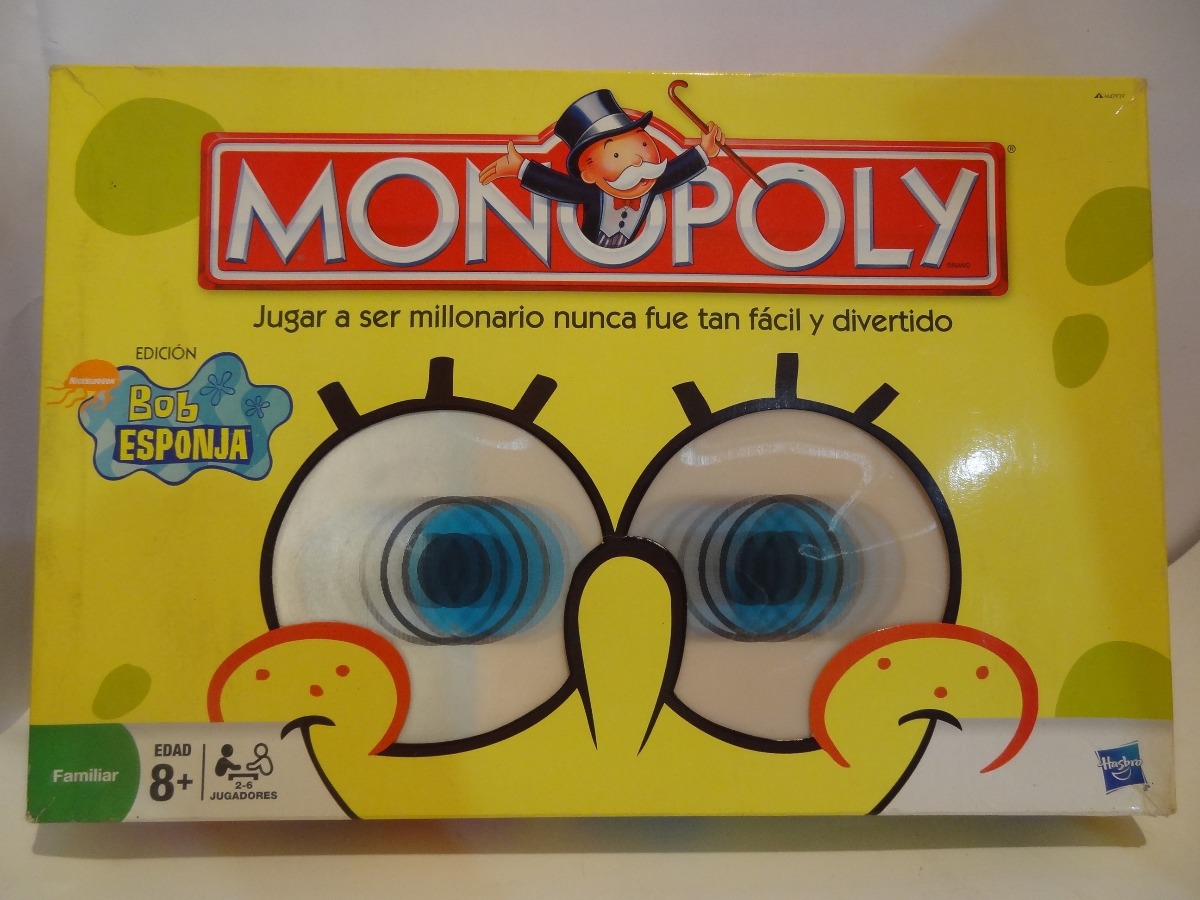 MONOPOLY
®
Jugar a ser millonario nunca fue tan fácil y divertido
EDICIÓN
NICKELODEON
Bob
ESPONJA
Familiar
EDAD
8+
2-6
JUGADORES
Hasbro